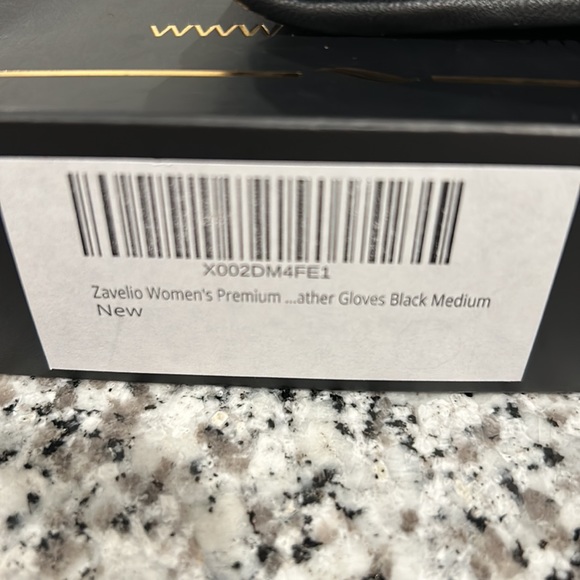 www
X002DM4FE1
Zavelio Women's Premium ...ather Gloves Black Medium
New